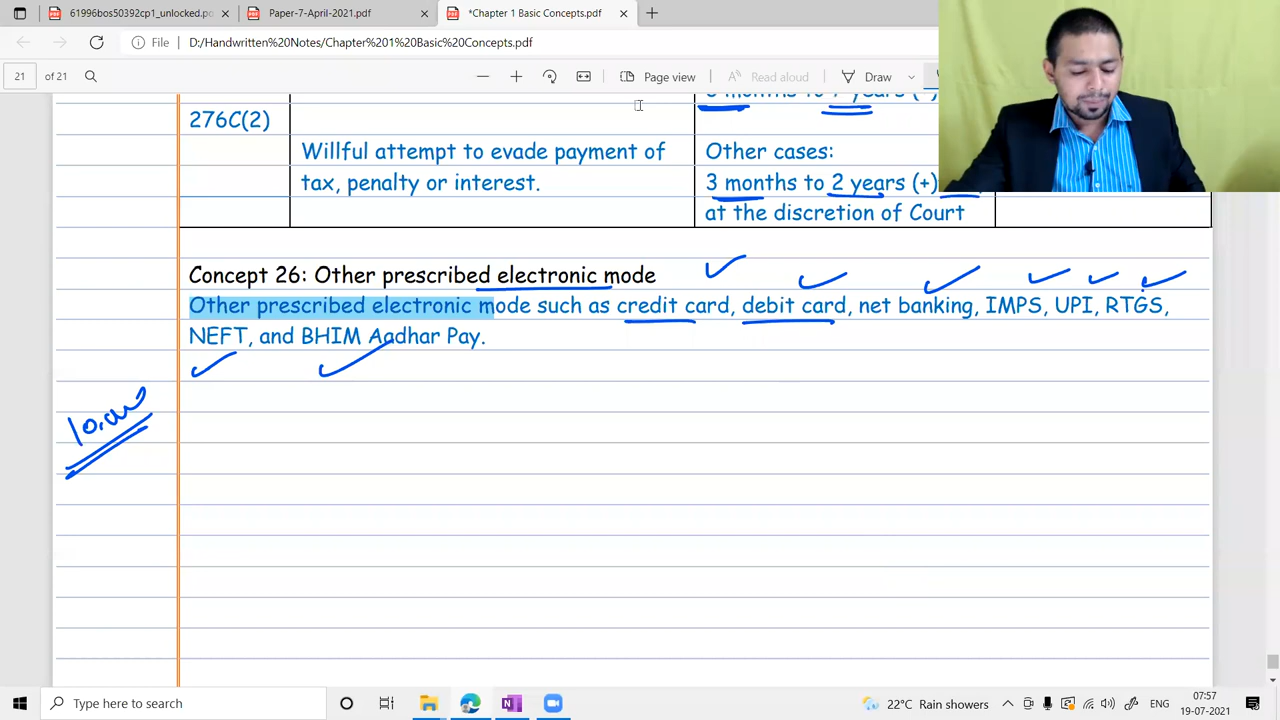 61996bos50392cp1_unlocked.po
Paper-7-April-2021.pdf
*Chapter 1 Basic Concepts.pdf
File
D:/Handwritten%20Notes/Chapter%201%20Basic%20Concepts.pdf
21 of 21
Page view
Read aloud
Draw
276C(2)
Willful attempt to evade payment of
tax, penalty or interest.
Other cases:
3 months to 2 years (+)
at the discretion of Court
Concept 26: Other prescribed electronic mode
Other prescribed electronic mode such as credit card, debit card, net banking, IMPS, UPI, RTGS,
NEFT, and BHIM Aadhar Pay.
Type here to search
22°C Rain showers
ENG
07:57
19-07-2021